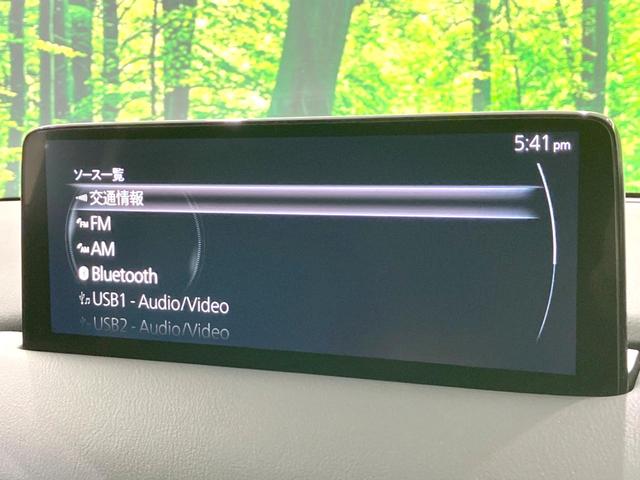 5:41 pm
ソース一覧
交通情報
FM
AM
Bluetooth
USB1 - Audio/Video
USB2 - Audio/Video